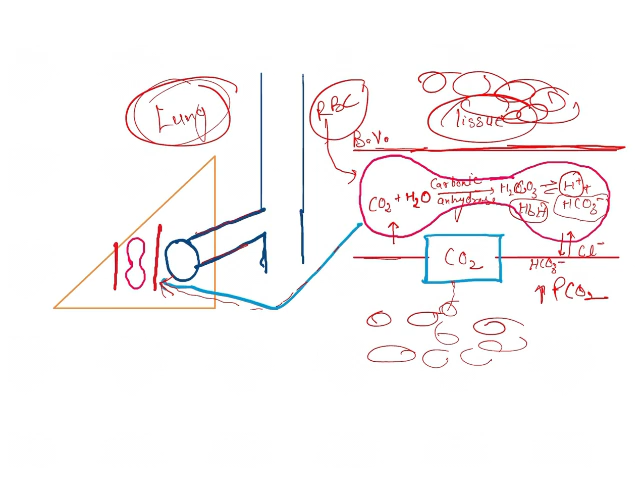 Lung
RBC
tissue
B.V.
CO₂ + H₂O carbonic anhydrase H₂CO₃ ⇌ H⁺ + HCO₃⁻
HbH
CO₂
HCO₃⁻ Cl⁻
↑ PCO₂